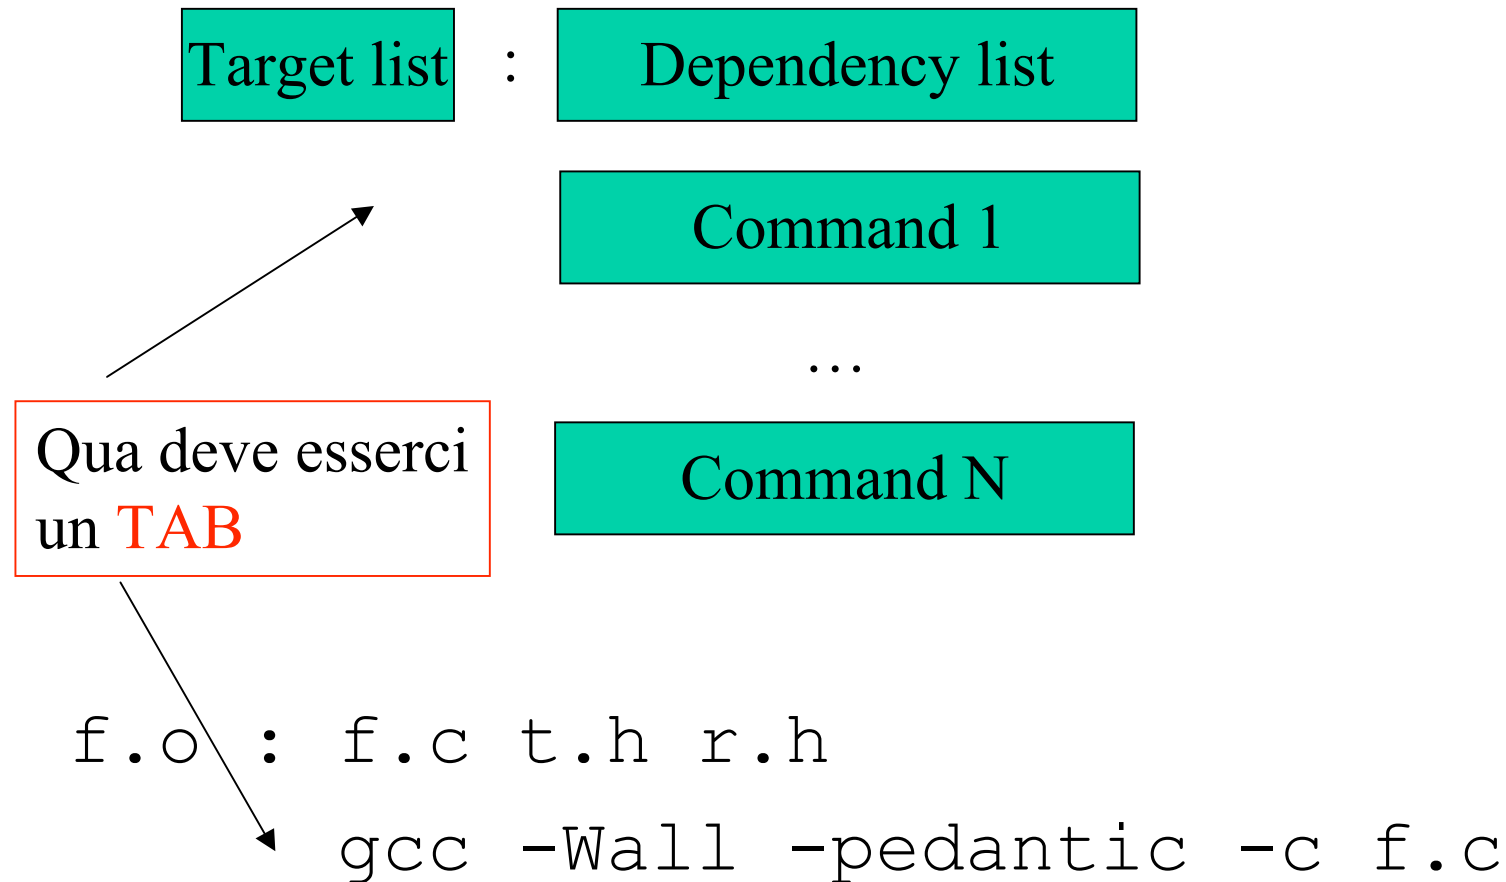 Target list : Dependency list
Command 1
…
Command N
Qua deve esserci
un TAB
f.o : f.c t.h r.h
gcc -Wall -pedantic -c f.c